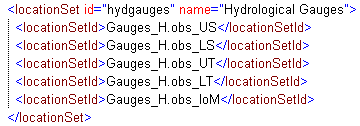 <locationSet id="hydgauges" name="Hydrological Gauges">
<locationSetId>Gauges_H.obs_US</locationSetId>
<locationSetId>Gauges_H.obs_LS</locationSetId>
<locationSetId>Gauges_H.obs_UT</locationSetId>
<locationSetId>Gauges_H.obs_LT</locationSetId>
<locationSetId>Gauges_H.obs_IoM</locationSetId>
</locationSet>